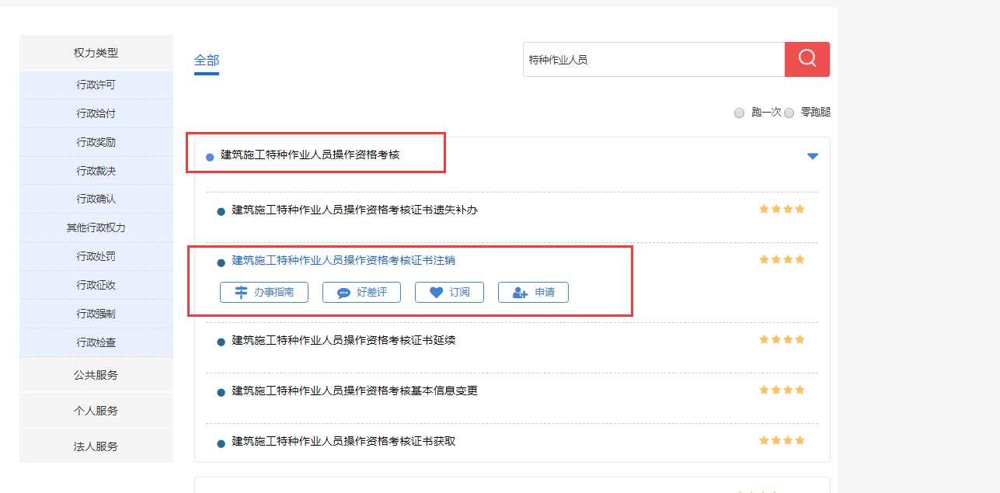 权力类型
行政许可
行政给付
行政奖励
行政裁决
行政确认
其他行政权力
行政处罚
行政征收
行政强制
行政检查
公共服务
个人服务
法人服务
全部
特种作业人员
跑一次 零跑腿
建筑施工特种作业人员操作资格考核
建筑施工特种作业人员操作资格考核证书遗失补办
建筑施工特种作业人员操作资格考核证书注销
办事指南 好差评 订阅 申请
建筑施工特种作业人员操作资格考核证书延续
建筑施工特种作业人员操作资格考核基本信息变更
建筑施工特种作业人员操作资格考核证书获取